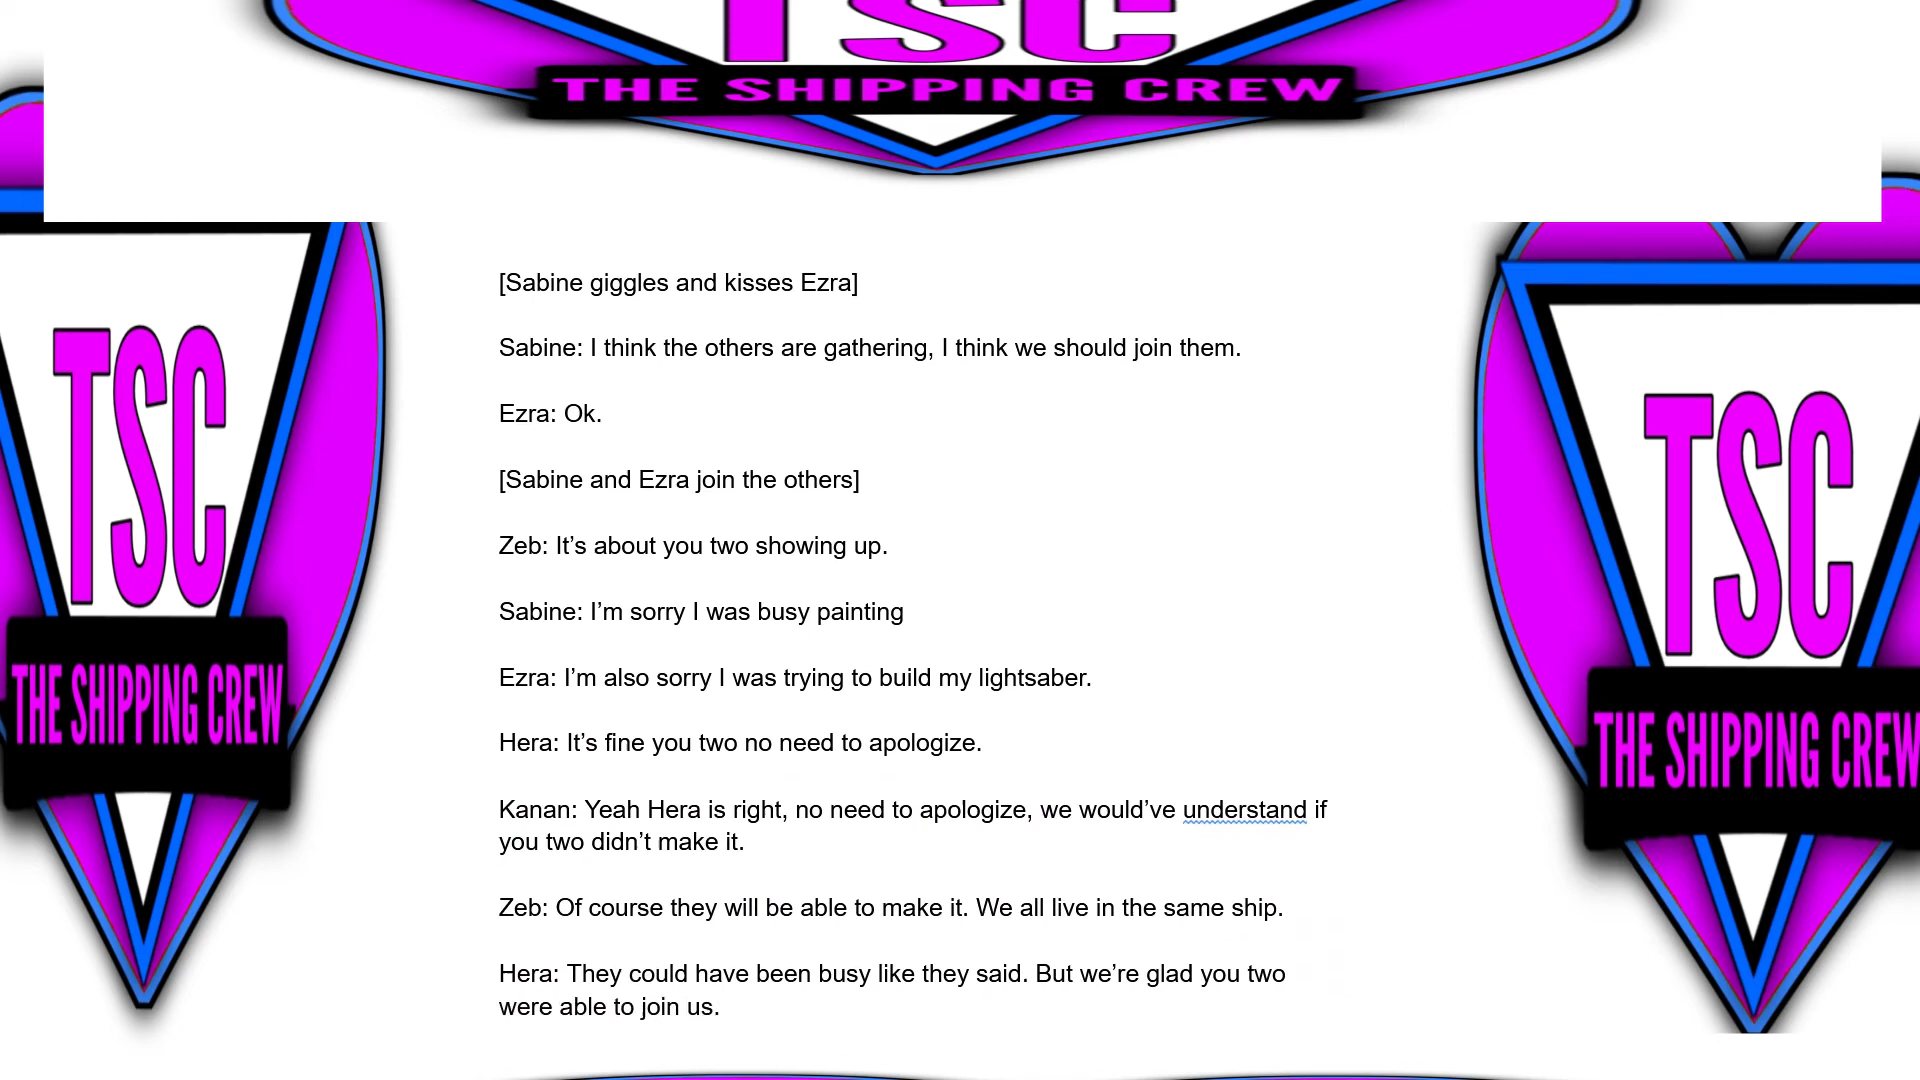 TSC
THE SHIPPING CREW
[Sabine giggles and kisses Ezra]
Sabine: I think the others are gathering, I think we should join them.
Ezra: Ok.
[Sabine and Ezra join the others]
Zeb: It’s about you two showing up.
Sabine: I’m sorry I was busy painting
Ezra: I’m also sorry I was trying to build my lightsaber.
Hera: It’s fine you two no need to apologize.
Kanan: Yeah Hera is right, no need to apologize, we would’ve understand if
you two didn’t make it.
Zeb: Of course they will be able to make it. We all live in the same ship.
Hera: They could have been busy like they said. But we’re glad you two
were able to join us.
TSC
THE SHIPPING CREW
TSC
THE SHIPPING CREW